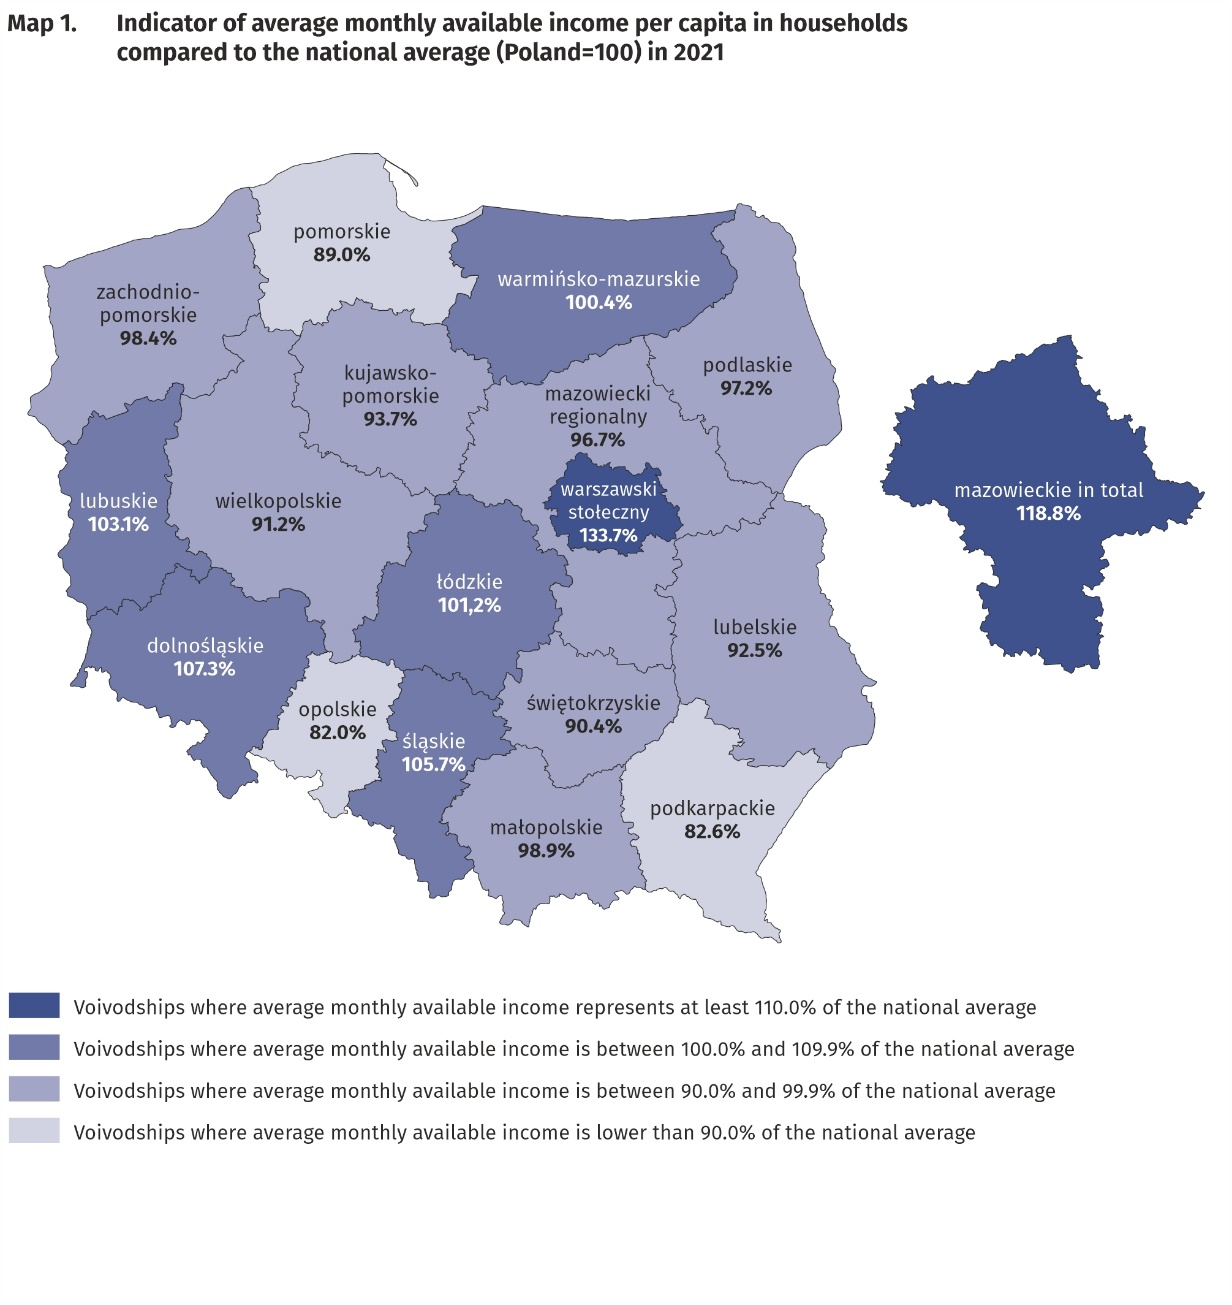 Map 1. Indicator of average monthly available income per capita in households
compared to the national average (Poland=100) in 2021
pomorskie
89.0%
warmińsko-mazurskie
100.4%
zachodnio-
pomorskie
98.4%
podlaskie
97.2%
kujawsko-
pomorskie
93.7%
mazowiecki
regionalny
96.7%
lubuskie
103.1%
wielkopolskie
91.2%
warszawski
stołeczny
133.7%
mazowieckie in total
118.8%
łódzkie
101,2%
dolnośląskie
107.3%
lubelskie
92.5%
opolskie
82.0%
świętokrzyskie
90.4%
śląskie
105.7%
małopolskie
98.9%
podkarpackie
82.6%
Voivodships where average monthly available income represents at least 110.0% of the national average
Voivodships where average monthly available income is between 100.0% and 109.9% of the national average
Voivodships where average monthly available income is between 90.0% and 99.9% of the national average
Voivodships where average monthly available income is lower than 90.0% of the national average